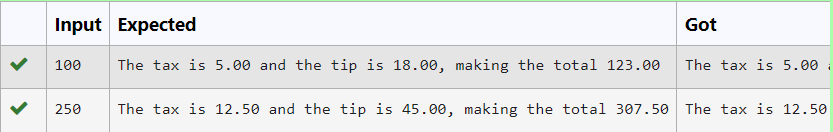 Input Expected Got
100 The tax is 5.00 and the tip is 18.00, making the total 123.00 The tax is 5.00
250 The tax is 12.50 and the tip is 45.00, making the total 307.50 The tax is 12.50